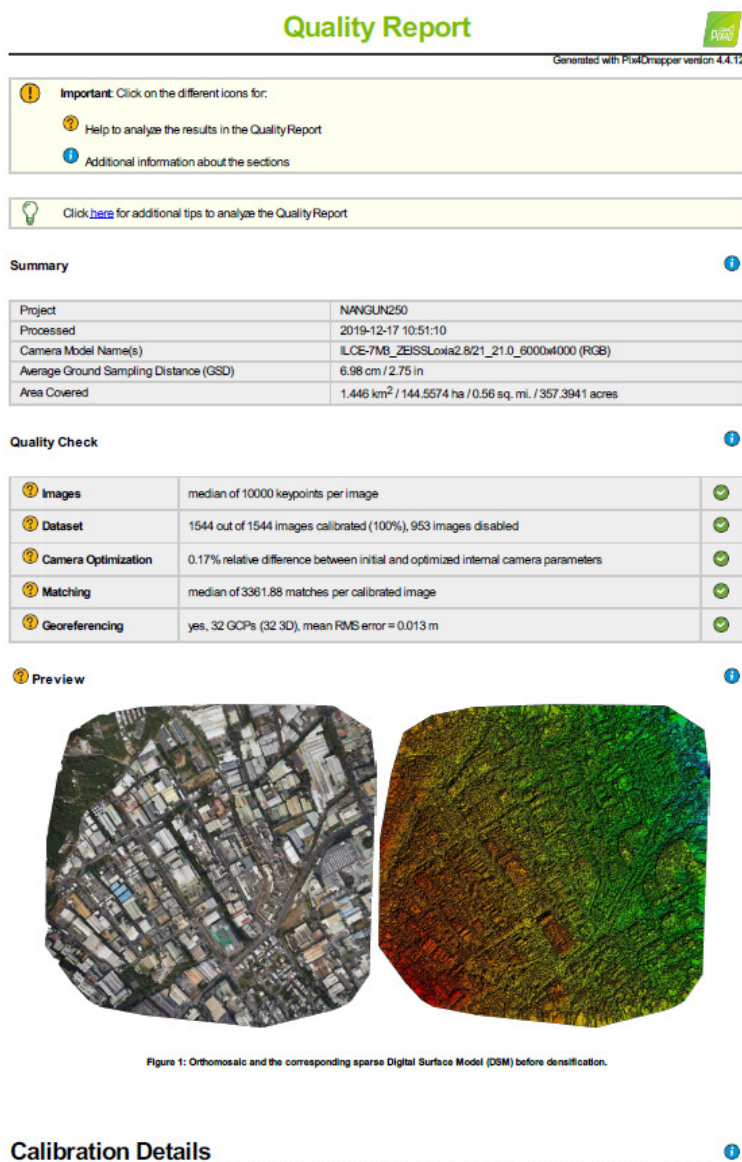 Quality Report
Generated with Pix4Dmapper version 4.4.12
Important: Click on the different icons for:
Help to analyze the results in the Quality Report
Additional information about the sections
Click here for additional tips to analyze the Quality Report
Summary
Project NANGUN250
Processed 2019-12-17 10:51:10
Camera Model Name(s) ILCE-7M3_ZEISSLoxia2.8/21_21.0_6000x4000 (RGB)
Average Ground Sampling Distance (GSD) 6.98 cm / 2.75 in
Area Covered 1.446 km2 / 144.5574 ha / 0.56 sq. mi. / 357.3941 acres
Quality Check
Images median of 10000 keypoints per image
Dataset 1544 out of 1544 images calibrated (100%), 953 images disabled
Camera Optimization 0.17% relative difference between initial and optimized internal camera parameters
Matching median of 3361.88 matches per calibrated image
Georeferencing yes, 32 GCPs (32 3D), mean RMS error = 0.013 m
Preview
Figure 1: Orthomosaic and the corresponding sparse Digital Surface Model (DSM) before densification.
Calibration Details